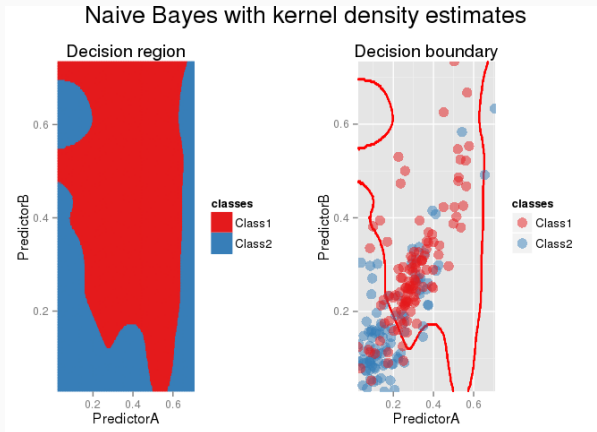 Naive Bayes with kernel density estimates
Decision region
0.6
0.4
0.2
PredictorB
0.2 0.4 0.6
PredictorA
classes
Class1
Class2
Decision boundary
0.6
0.4
0.2
PredictorB
0.2 0.4 0.6
PredictorA
classes
Class1
Class2